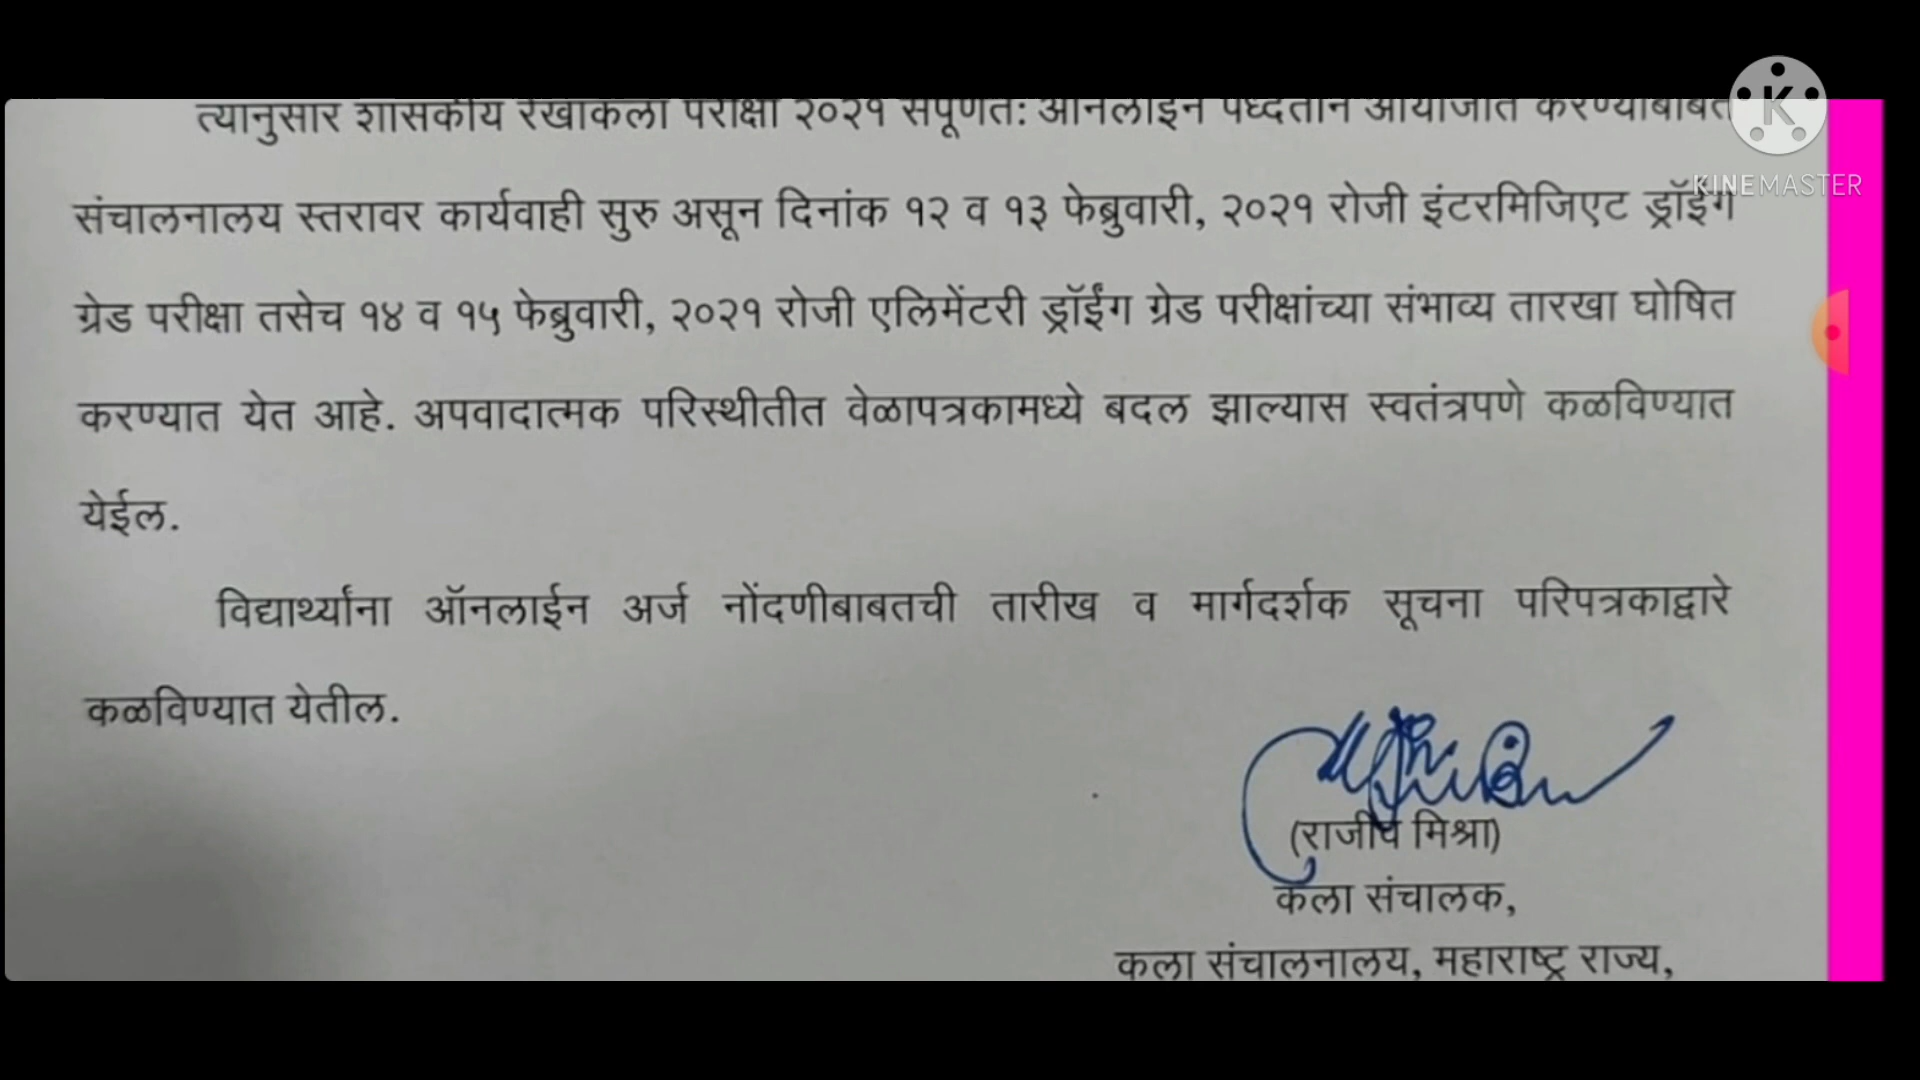 त्यानुसार शासकीय रेखाकला परीक्षा २०२१ संपूर्णत: ऑनलाईन पध्दतीने आयोजित करण्याबाबत
संचालनालय स्तरावर कार्यवाही सुरु असून दिनांक १२ व १३ फेब्रुवारी, २०२१ रोजी इंटरमिजिएट ड्रॉईंग
ग्रेड परीक्षा तसेच १४ व १५ फेब्रुवारी, २०२१ रोजी एलिमेंटरी ड्रॉईंग ग्रेड परीक्षांच्या संभाव्य तारखा घोषित
करण्यात येत आहे. अपवादात्मक परिस्थीतीत वेळापत्रकामध्ये बदल झाल्यास स्वतंत्रपणे कळविण्यात
येईल.
विद्यार्थ्यांना ऑनलाईन अर्ज नोंदणीबाबतची तारीख व मार्गदर्शक सूचना परिपत्रकाद्वारे
कळविण्यात येतील.
(राजीव मिश्रा)
कला संचालक,
कला संचालनालय, महाराष्ट्र राज्य,
K
KINEMASTER